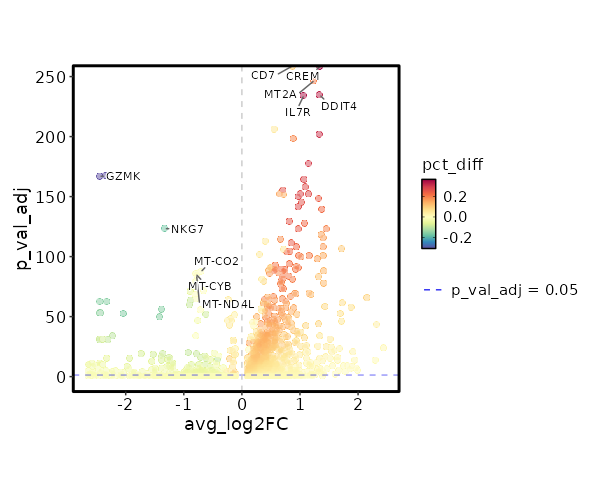 250
200
150
100
50
0
p_val_adj
CD7
CREM
MT2A
IL7R
DDIT4
GZMK
NKG7
MT-CO2
MT-CYB
MT-ND4L
-2
-1
0
1
2
avg_log2FC
pct_diff
0.2
0.0
-0.2
p_val_adj = 0.05